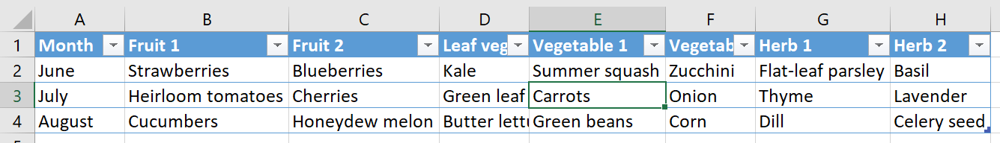 A B C D E F G H
1 Month Fruit 1 Fruit 2 Leaf veg Vegetable 1 Vegetab Herb 1 Herb 2
2 June Strawberries Blueberries Kale Summer squash Zucchini Flat-leaf parsley Basil
3 July Heirloom tomatoes Cherries Green leaf Carrots Onion Thyme Lavender
4 August Cucumbers Honeydew melon Butter lettu Green beans Corn Dill Celery seed